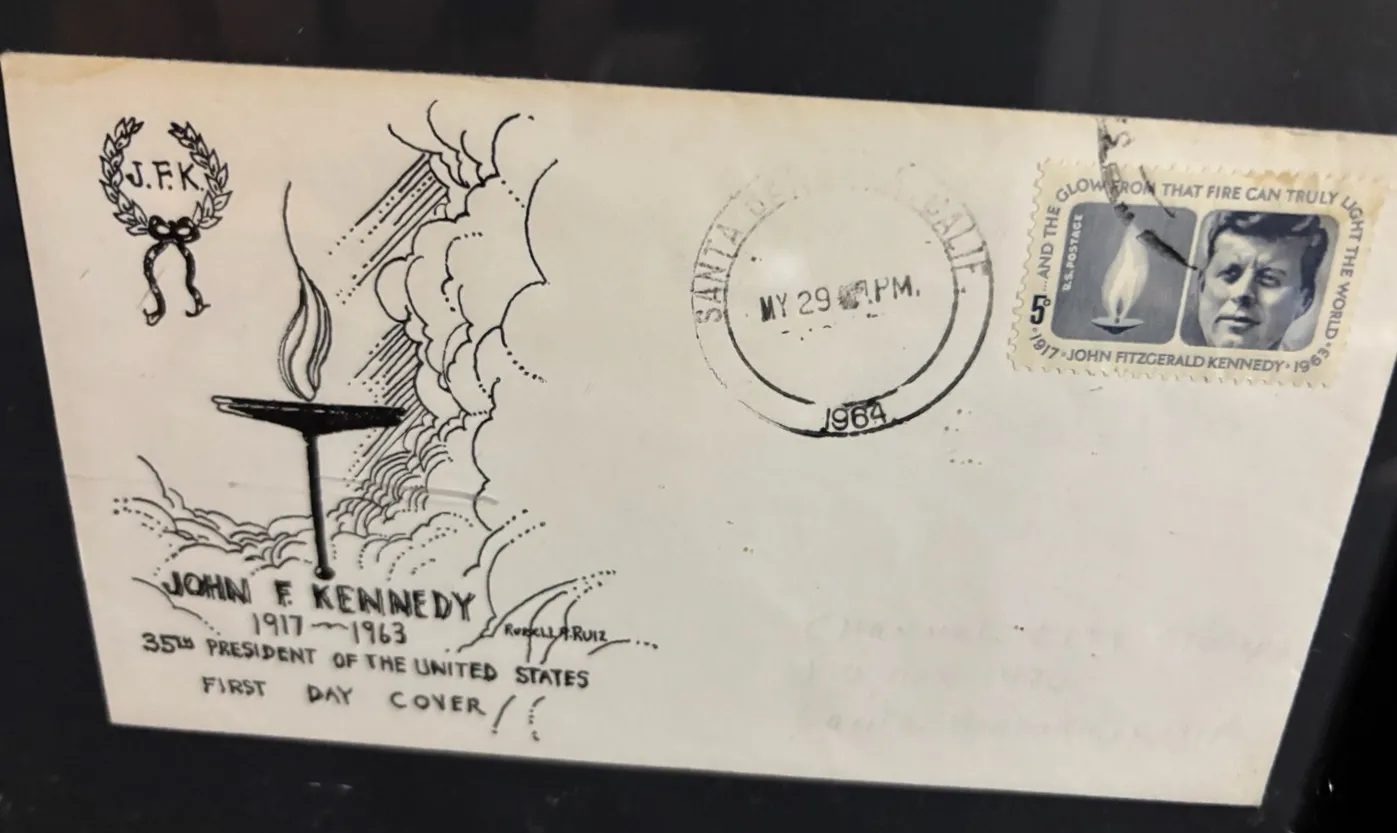 J.F.K.
SANTA CALIF.
MY 29 PM.
1964
...AND THE GLOW FROM THAT FIRE CAN TRULY LIGHT THE WORLD
U.S. POSTAGE
5¢
1917 • JOHN FITZGERALD KENNEDY • 1963
JOHN F. KENNEDY
1917 — 1963
RUSSELL A. RUIZ
35TH PRESIDENT OF THE UNITED STATES
FIRST DAY COVER